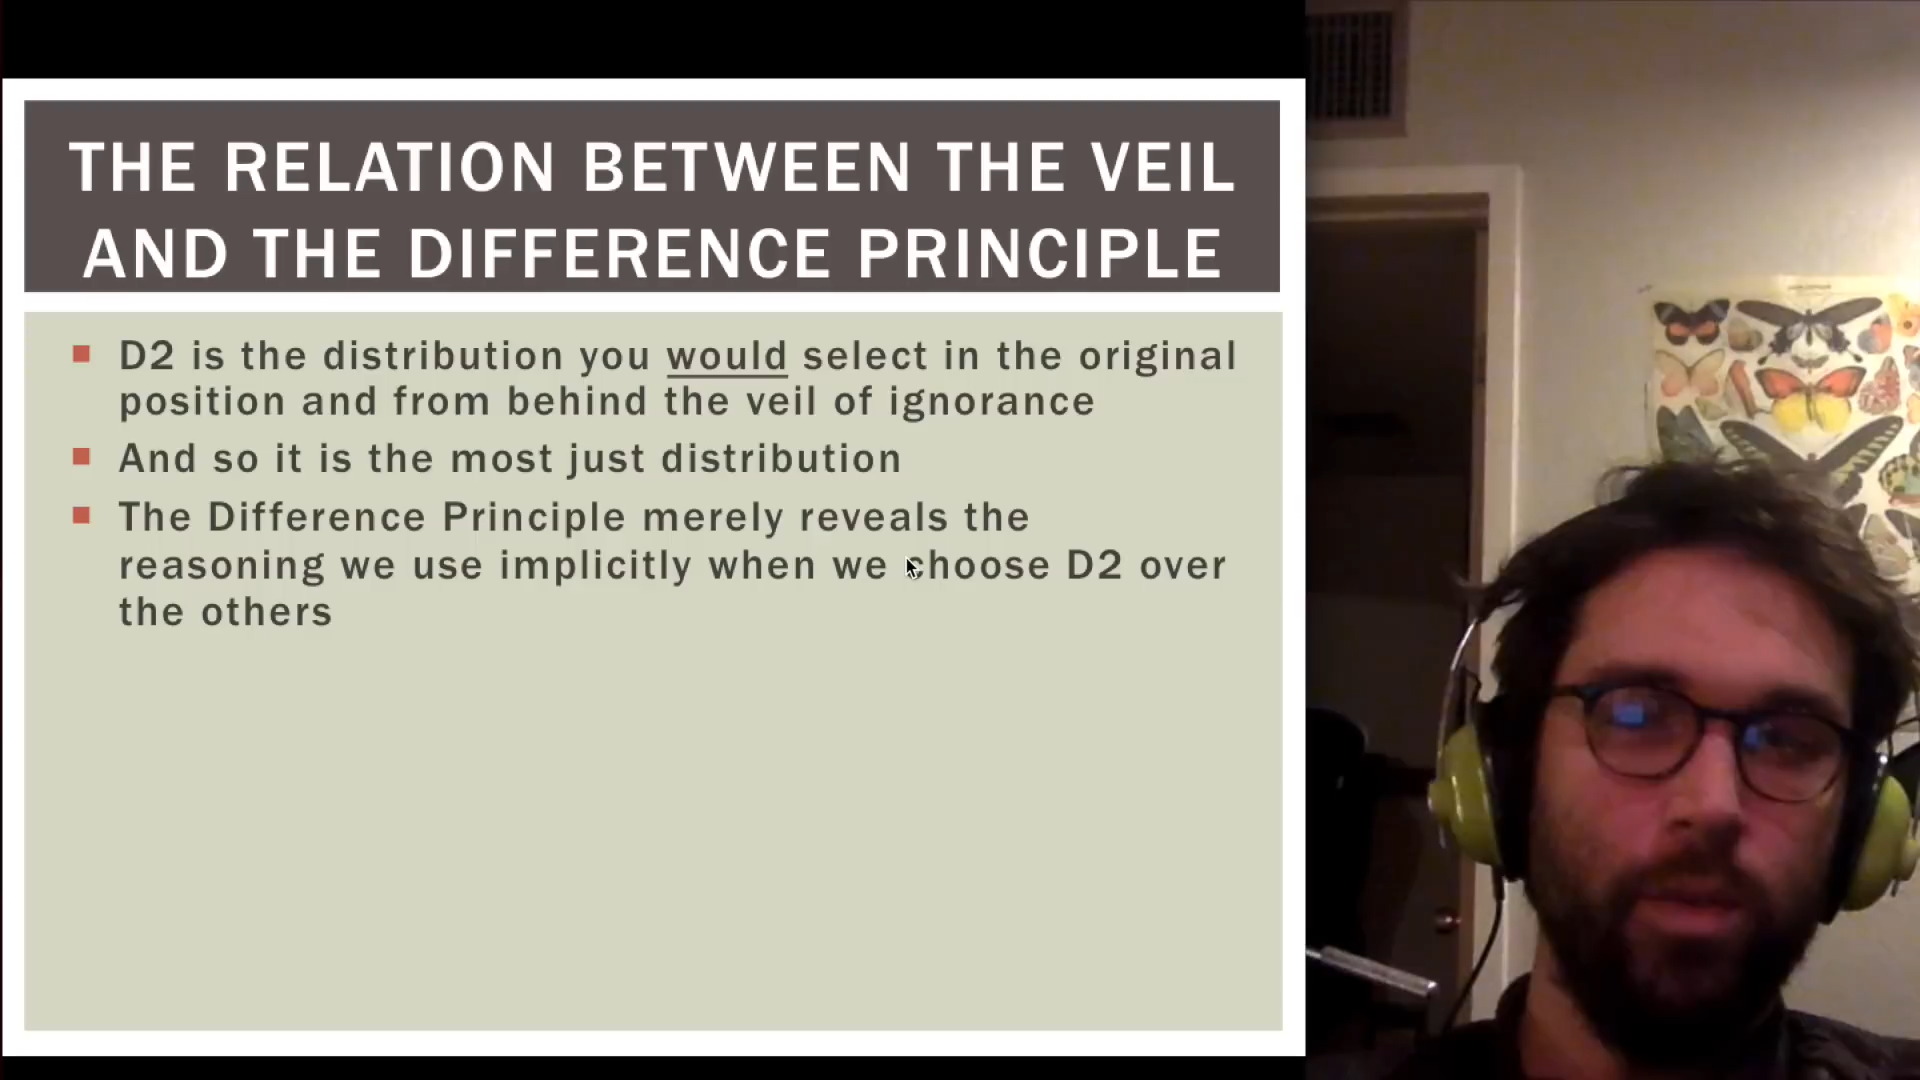 THE RELATION BETWEEN THE VEIL
AND THE DIFFERENCE PRINCIPLE
D2 is the distribution you would select in the original
position and from behind the veil of ignorance
And so it is the most just distribution
The Difference Principle merely reveals the
reasoning we use implicitly when we choose D2 over
the others